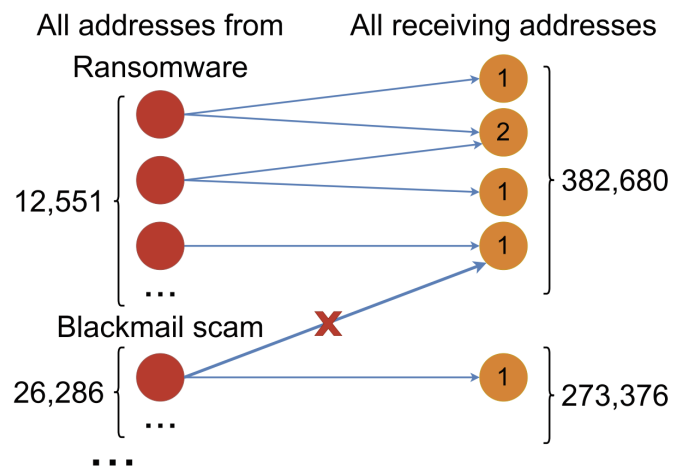 All addresses from
All receiving addresses
Ransomware
1
2
12,551
1
382,680
1
...
Blackmail scam
X
26,286
1
273,376
...
...